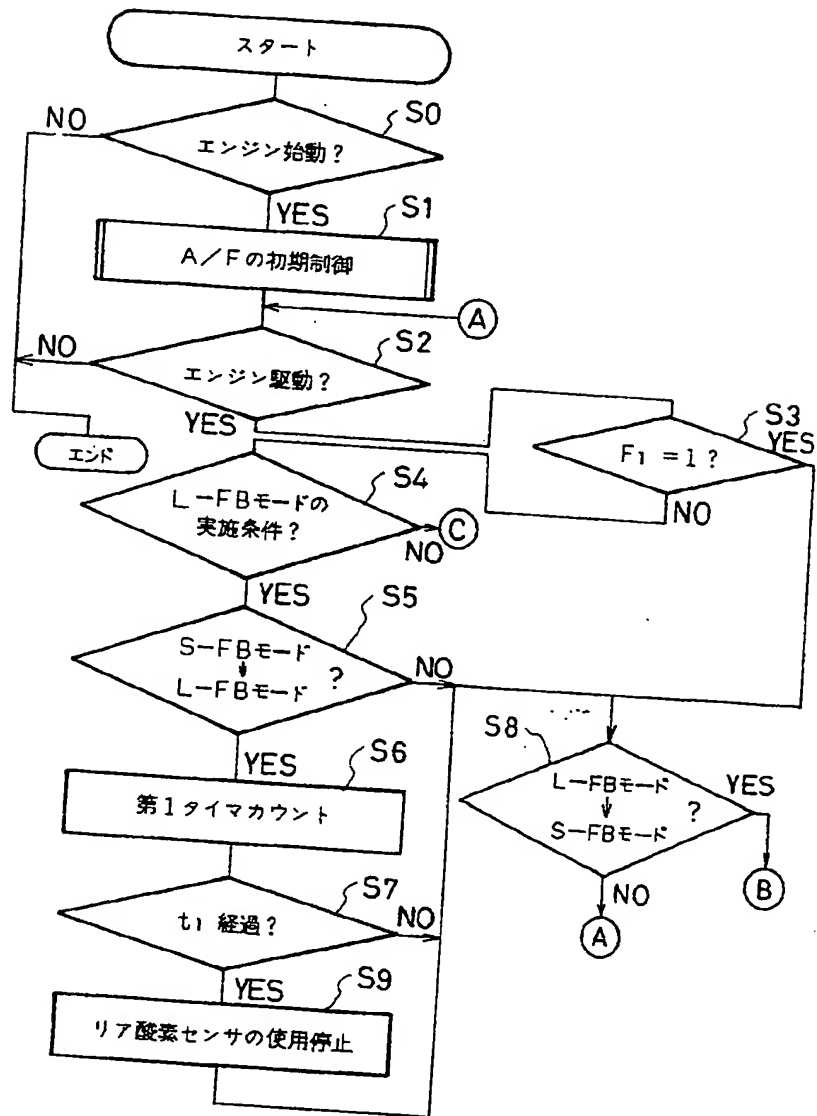 スタート
S0
NO
エンジン始動?
YES
S1
A/Fの初期制御
A
S2
NO
エンジン駆動?
YES
エンド
S3
YES
F1 =1?
NO
S4
L-FBモードの
実施条件?
C
NO
YES
S5
S-FBモード
↓
L-FBモード
?
NO
YES
S6
第1タイマカウント
S7
t1 経過?
NO
YES
S9
リア酸素センサの使用停止
S8
L-FBモード
↓
S-FBモード
?
YES
B
NO
A